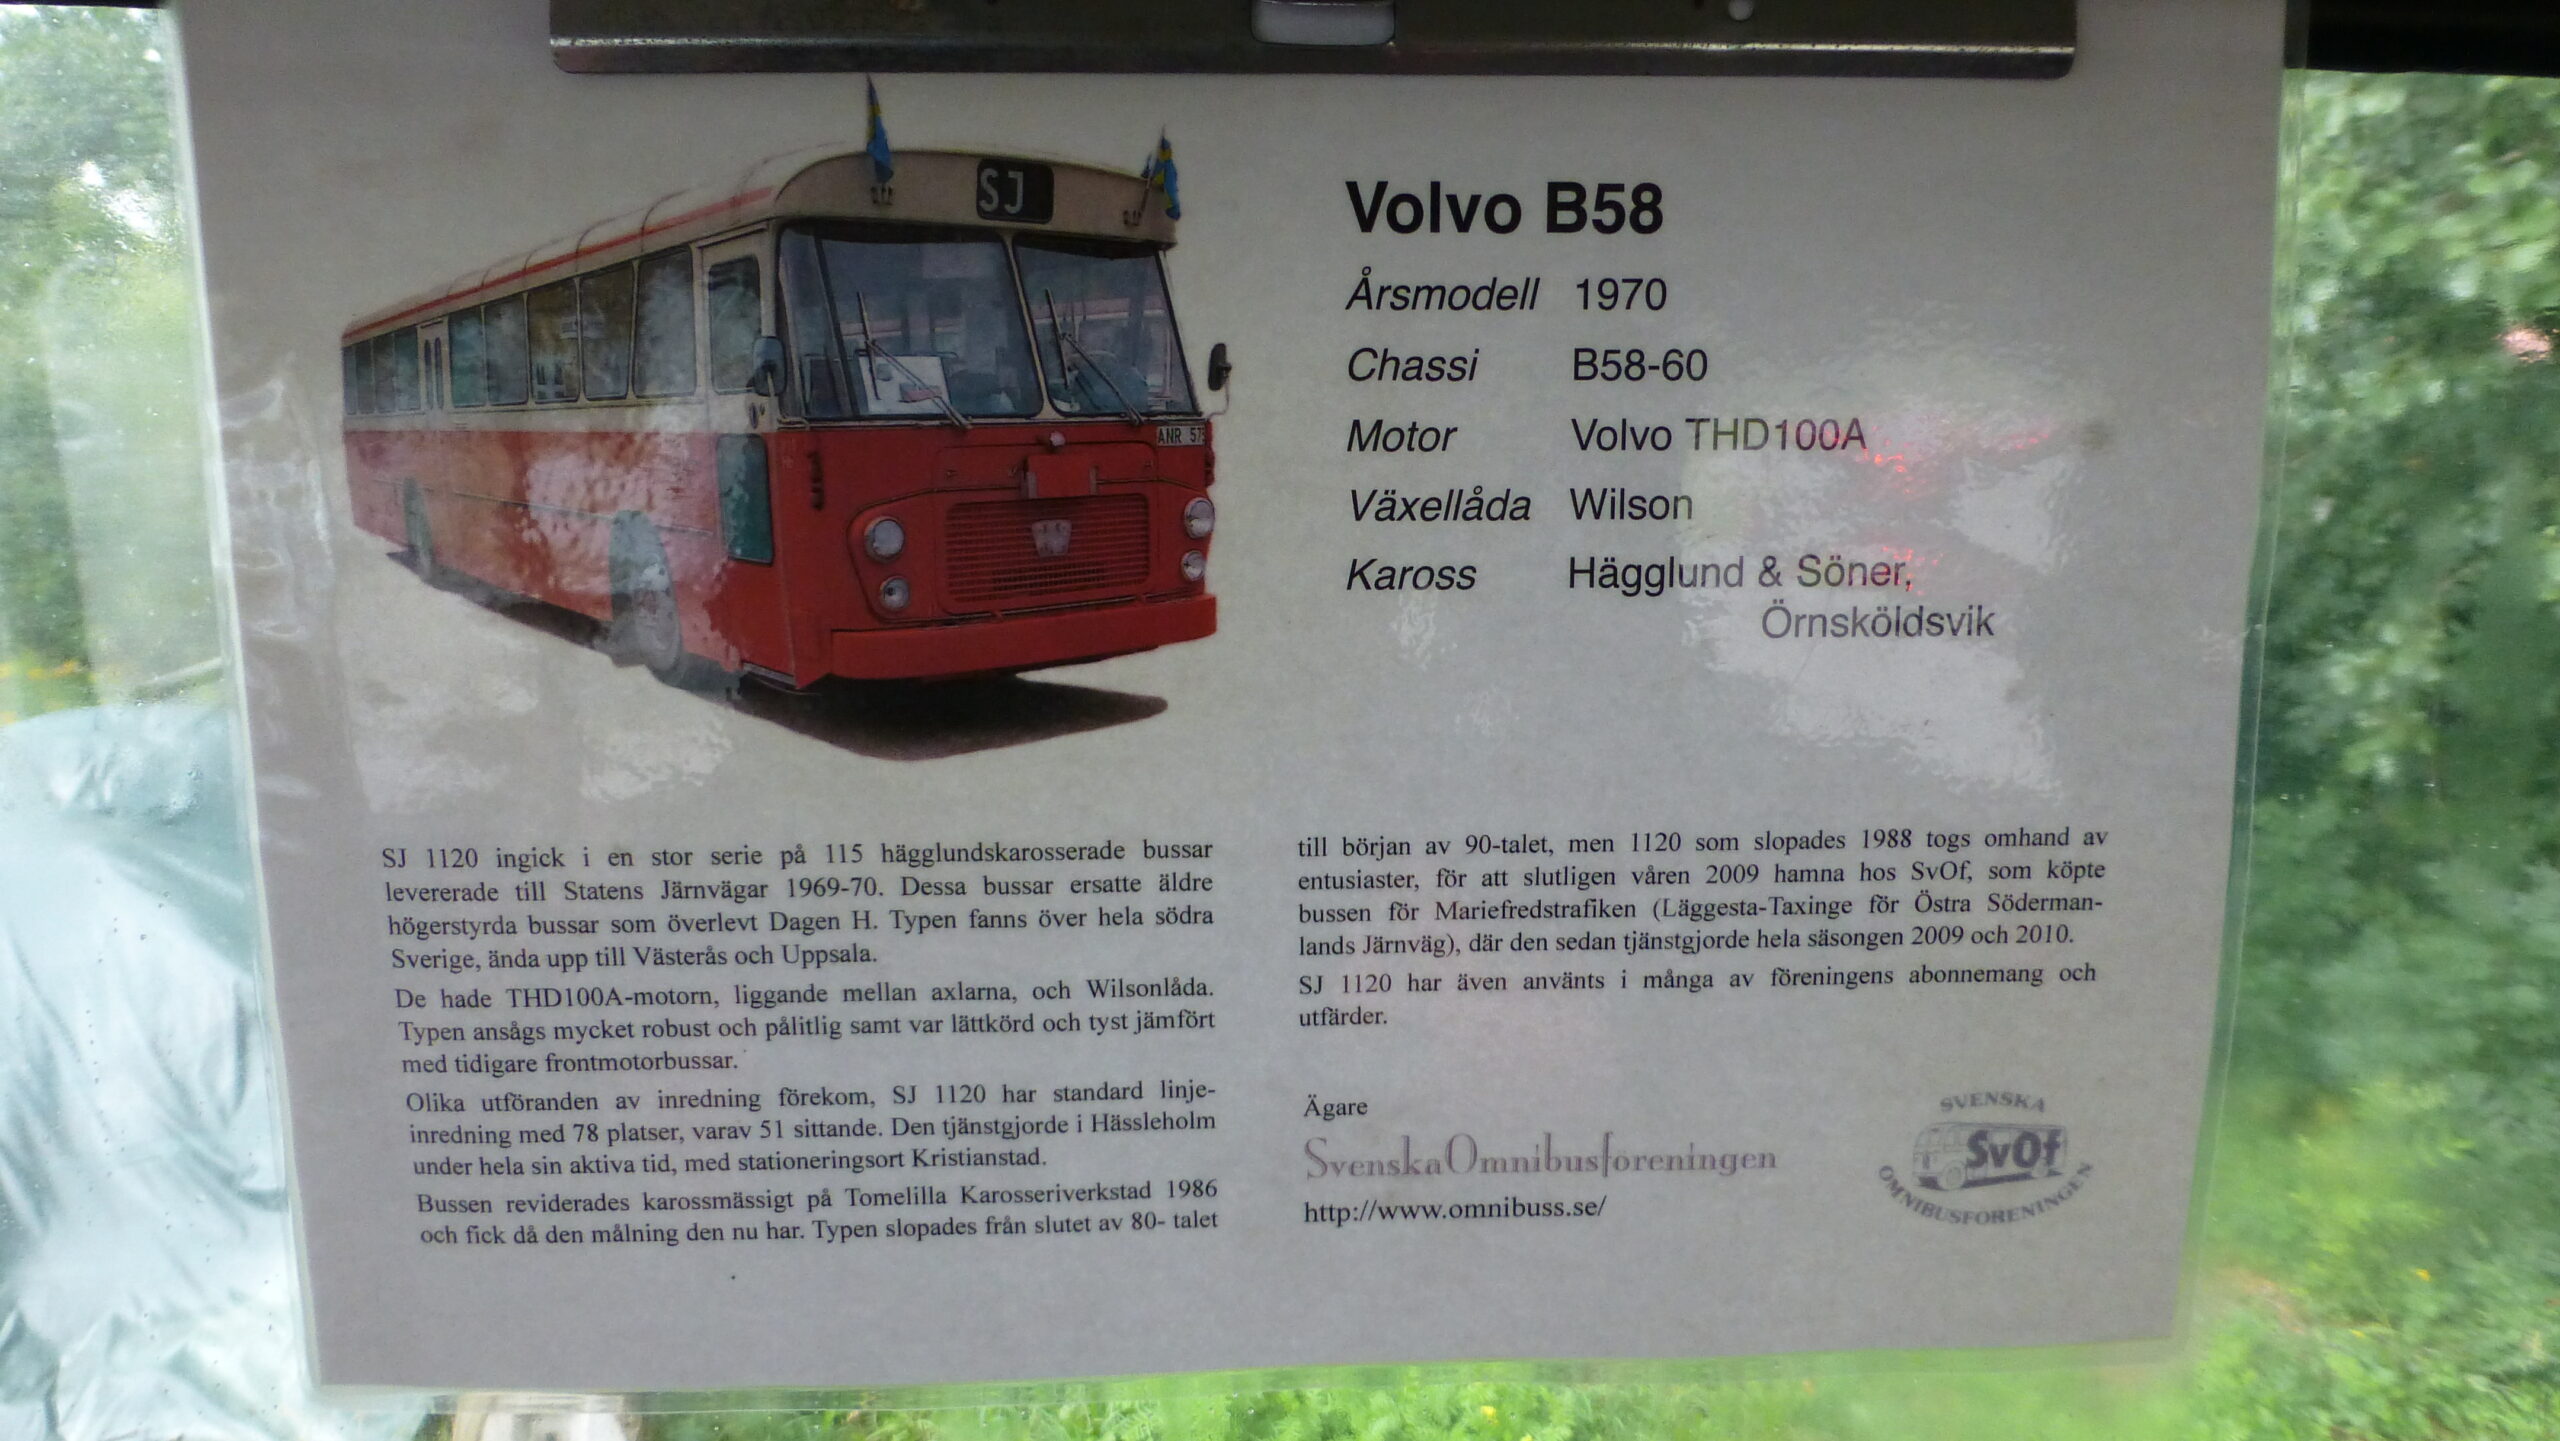 SJ
ANR 57
Volvo B58
Årsmodell 1970
Chassi B58-60
Motor Volvo THD100A
Växellåda Wilson
Kaross Hägglund & Söner,
Örnsköldsvik
SJ 1120 ingick i en stor serie på 115 hägglundskarosserade bussar
levererade till Statens Järnvägar 1969-70. Dessa bussar ersatte äldre
högerstyrda bussar som överlevt Dagen H. Typen fanns över hela södra
Sverige, ända upp till Västerås och Uppsala.
De hade THD100A-motorn, liggande mellan axlarna, och Wilsonlåda.
Typen ansågs mycket robust och pålitlig samt var lättkörd och tyst jämfört
med tidigare frontmotorbussar.
Olika utföranden av inredning förekom, SJ 1120 har standard linje-
inredning med 78 platser, varav 51 sittande. Den tjänstgjorde i Hässleholm
under hela sin aktiva tid, med stationeringsort Kristianstad.
Bussen reviderades karossmässigt på Tomelilla Karosseriverkstad 1986
och fick då den målning den nu har. Typen slopades från slutet av 80- talet
till början av 90-talet, men 1120 som slopades 1988 togs omhand av
entusiaster, för att slutligen våren 2009 hamna hos SvOf, som köpte
bussen för Mariefredstrafiken (Läggesta-Taxinge för Östra Söderman-
lands Järnväg), där den sedan tjänstgjorde hela säsongen 2009 och 2010.
SJ 1120 har även använts i många av föreningens abonnemang och
utfärder.
Ägare
SvenskaOmnibusföreningen
http://www.omnibuss.se/
SVENSKA
SvOf
OMNIBUSFÖRENINGEN